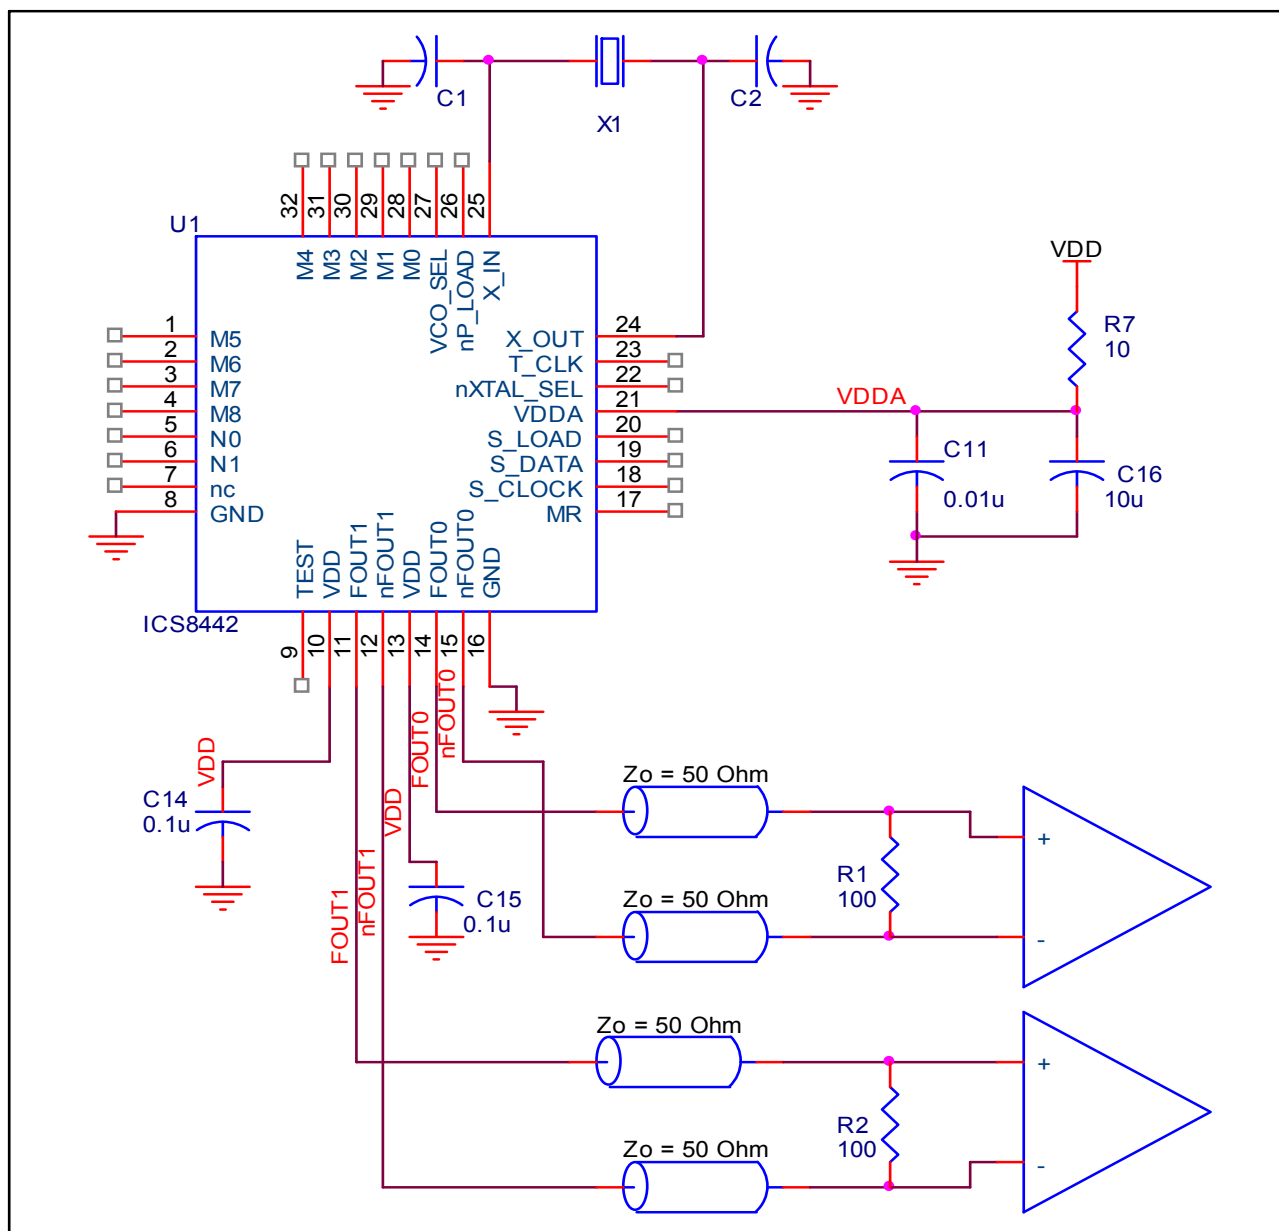 C1
X1
C2
U1
32
31
30
29
28
27
26
25
M4
M3
M2
M1
M0
VCO_SEL
nP_LOAD
X_IN
1
M5
2
M6
3
M7
4
M8
5
N0
6
N1
7
nc
8
GND
24
X_OUT
23
T_CLK
22
nXTAL_SEL
21
VDDA
20
S_LOAD
19
S_DATA
18
S_CLOCK
17
MR
TEST
VDD
FOUT1
nFOUT1
VDD
FOUT0
nFOUT0
GND
ICS8442
9
10
11
12
13
14
15
16
VDD
R7
10
VDDA
C11
0.01u
C16
10u
VDD
C14
0.1u
FOUT1
nFOUT1
VDD
FOUT0
nFOUT0
C15
0.1u
Zo = 50 Ohm
R1
100
+
-
Zo = 50 Ohm
Zo = 50 Ohm
R2
100
+
-
Zo = 50 Ohm